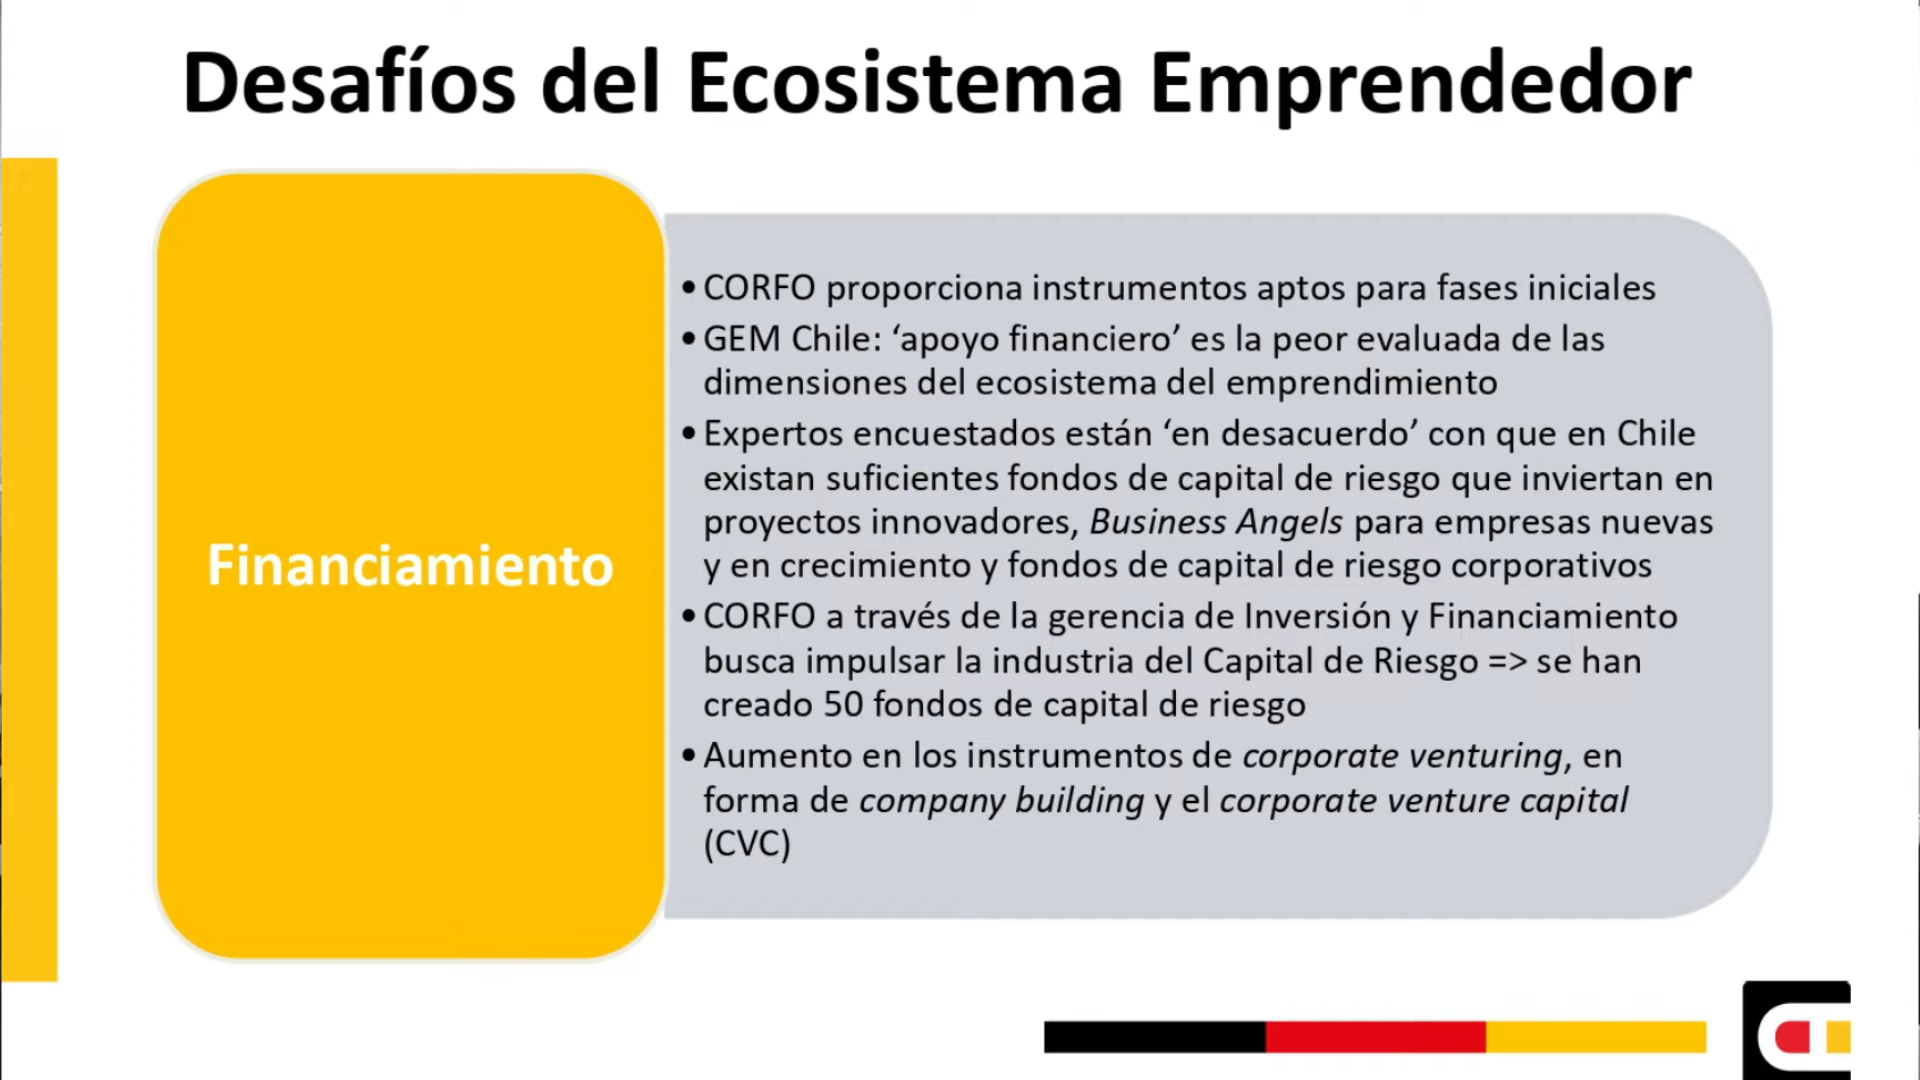 Desafíos del Ecosistema Emprendedor
Financiamiento
•CORFO proporciona instrumentos aptos para fases iniciales
•GEM Chile: ‘apoyo financiero’ es la peor evaluada de las
dimensiones del ecosistema del emprendimiento
•Expertos encuestados están ‘en desacuerdo’ con que en Chile
existan suficientes fondos de capital de riesgo que inviertan en
proyectos innovadores, Business Angels para empresas nuevas
y en crecimiento y fondos de capital de riesgo corporativos
•CORFO a través de la gerencia de Inversión y Financiamiento
busca impulsar la industria del Capital de Riesgo => se han
creado 50 fondos de capital de riesgo
•Aumento en los instrumentos de corporate venturing, en
forma de company building y el corporate venture capital
(CVC)